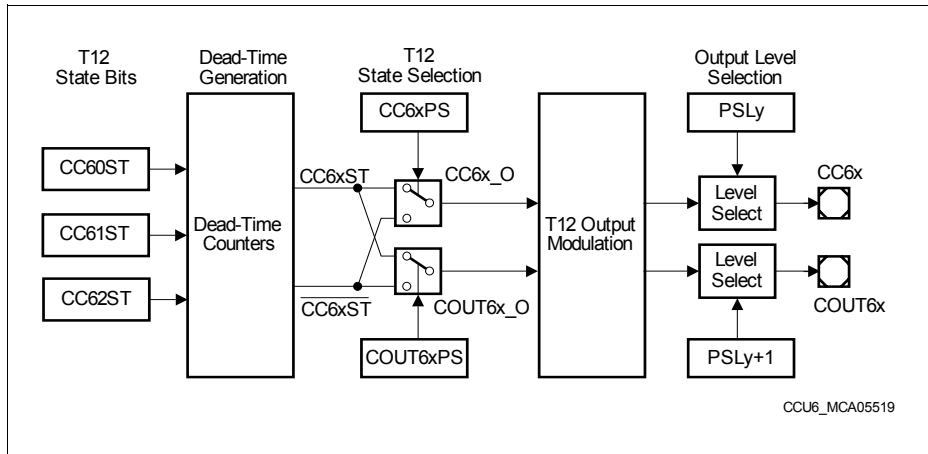 T12
State Bits
Dead-Time
Generation
T12
State Selection
Output Level
Selection
CC6xPS
PSLy
CC60ST
CC61ST
CC62ST
Dead-Time
Counters
CC6xST
CC6xST
CC6x_O
COUT6x_O
COUT6xPS
T12 Output
Modulation
Level
Select
Level
Select
CC6x
COUT6x
PSLy+1
CCU6_MCA05519